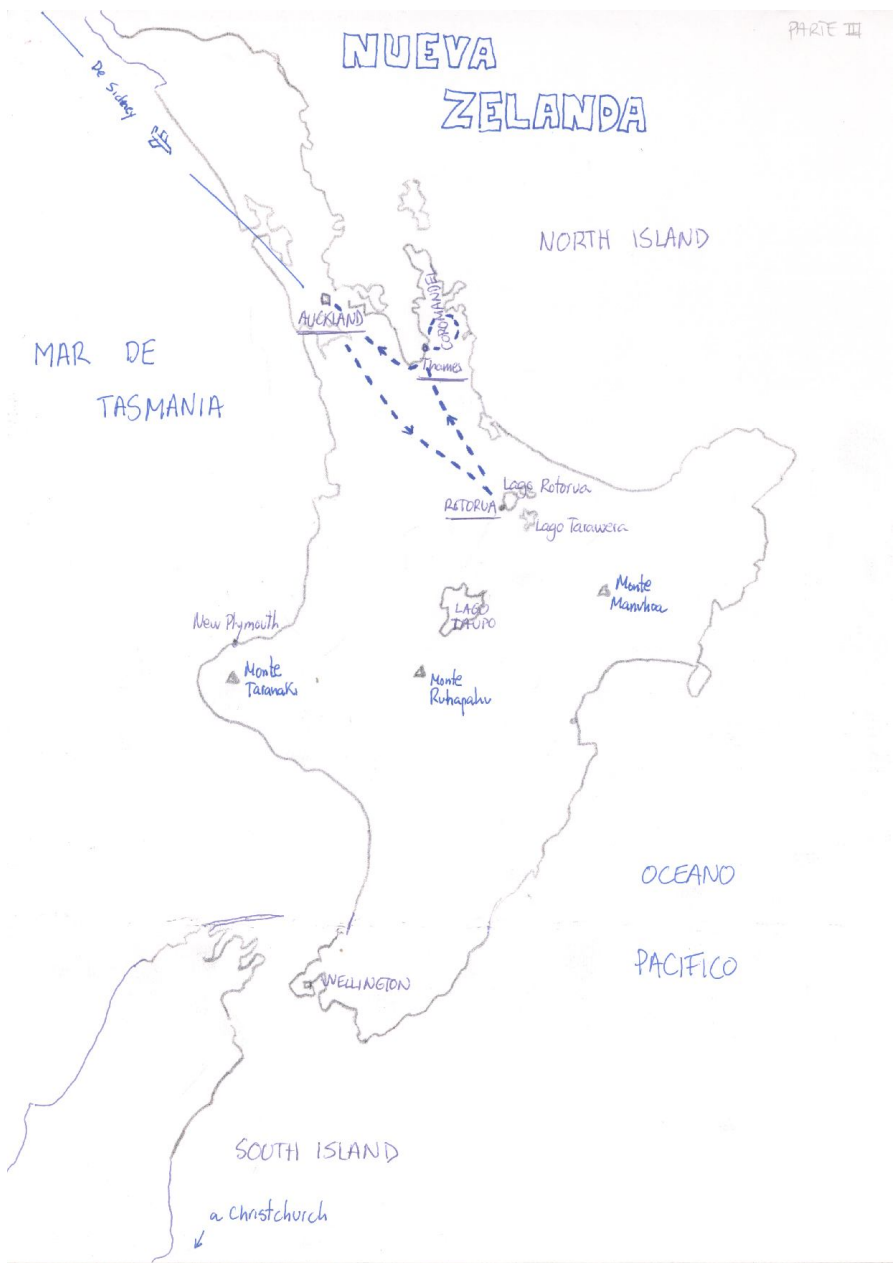 PARTE III
NUEVA
ZELANDA
De Sidney
NORTH ISLAND
AUCKLAND
COROMANDEL
Thames
MAR DE
TASMANIA
Lago Rotorua
ROTORUA
Lago Tarawera
Monte
Manuhoa
LAGO
TAUPO
New Plymouth
Monte
Taranaki
Monte
Ruhapahu
OCEANO
PACIFICO
WELLINGTON
SOUTH ISLAND
a Christchurch